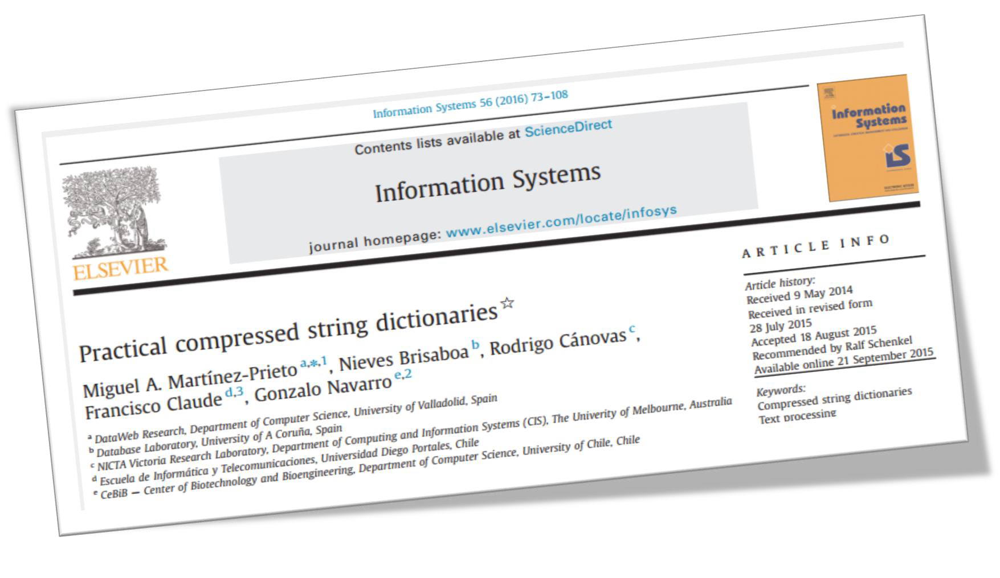 Information Systems 56 (2016) 73–108
Contents lists available at ScienceDirect
Information Systems
journal homepage: www.elsevier.com/locate/infosys
ELSEVIER
Information
Systems
IS
Practical compressed string dictionaries☆
Miguel A. Martínez-Prieto a,*,1, Nieves Brisaboa b, Rodrigo Cánovas c,
Francisco Claude d,3, Gonzalo Navarro e,2
a DataWeb Research, Department of Computer Science, University of Valladolid, Spain
b Database Laboratory, University of A Coruña, Spain
c NICTA Victoria Research Laboratory, Department of Computing and Information Systems (CIS), The Univerity of Melbourne, Australia
d Escuela de Informática y Telecomunicaciones, Universidad Diego Portales, Chile
e CeBiB — Center of Biotechnology and Bioengineering, Department of Computer Science, University of Chile, Chile
ARTICLE INFO
Article history:
Received 9 May 2014
Received in revised form
28 July 2015
Accepted 18 August 2015
Recommended by Ralf Schenkel
Available online 21 September 2015
Keywords:
Compressed string dictionaries
Text processing